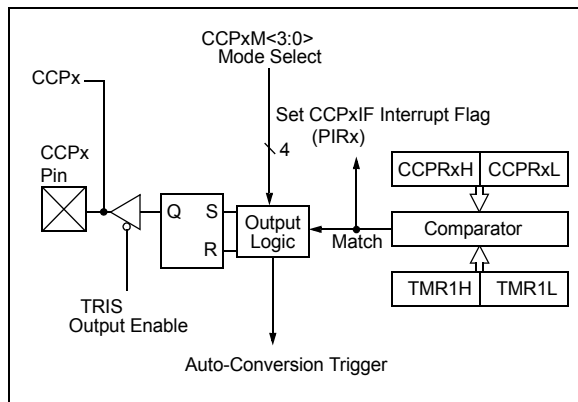 CCPxM<3:0>
Mode Select
CCPx
Set CCPxIF Interrupt Flag
(PIRx)
4
CCPx
Pin
CCPRxH CCPRxL
Q S
R
Output
Logic
Match
Comparator
TRIS
Output Enable
TMR1H TMR1L
Auto-Conversion Trigger